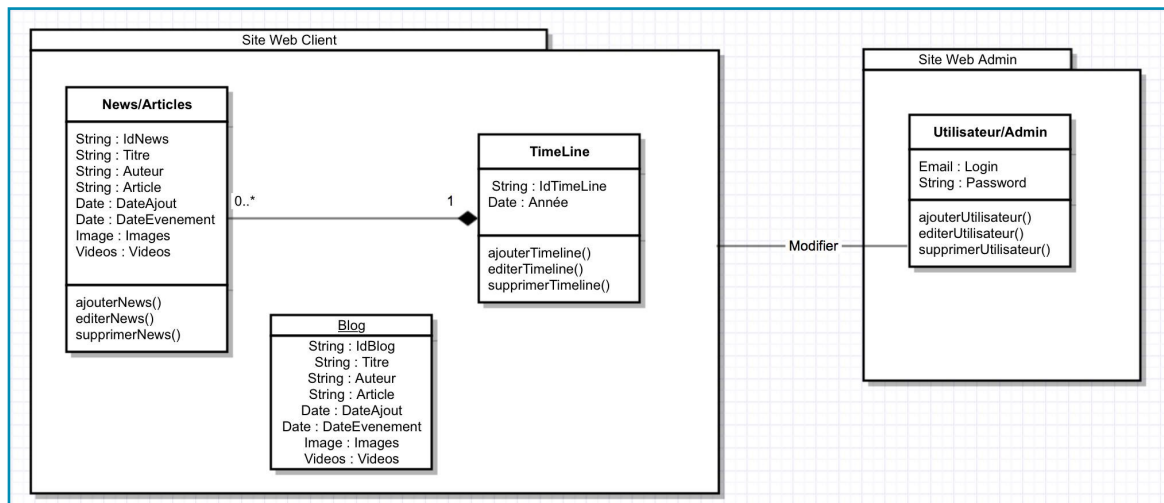 Site Web Client
News/Articles
String : IdNews
String : Titre
String : Auteur
String : Article
Date : DateAjout
Date : DateEvenement
Image : Images
Videos : Videos
ajouterNews()
editerNews()
supprimerNews()
0..*
1
TimeLine
String : IdTimeLine
Date : Année
ajouterTimeline()
editerTimeline()
supprimerTimeline()
Blog
String : IdBlog
String : Titre
String : Auteur
String : Article
Date : DateAjout
Date : DateEvenement
Image : Images
Videos : Videos
Modifier
Site Web Admin
Utilisateur/Admin
Email : Login
String : Password
ajouterUtilisateur()
editerUtilisateur()
supprimerUtilisateur()